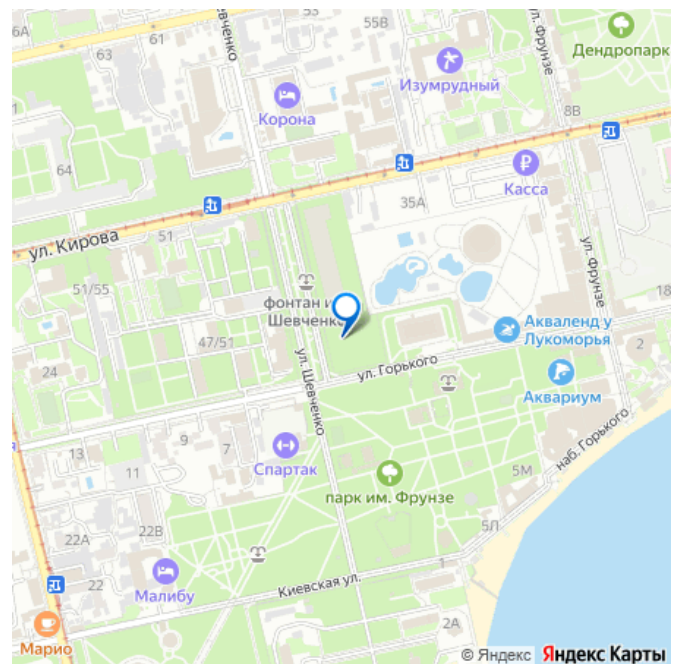 6А
53
55В
61
63
Шевченко
ул. Фрунзе
Дендропарк
Изумрудный
Корона
8В
64
Касса
35А
ул. Кирова
51
ул. Фрунзе
51/55
фонтан и
Шевченко
18
Акваленд у
Лукоморья
47/51
2
24
ул. Шевченко
ул. Горького
Аквариум
наб. Горького
9
7
13
Спартак
11
5М
парк им. Фрунзе
22В
5Л
22А
22
Малибу
Киевская ул.
1
2А
Марио
© Яндекс Яндекс Карты